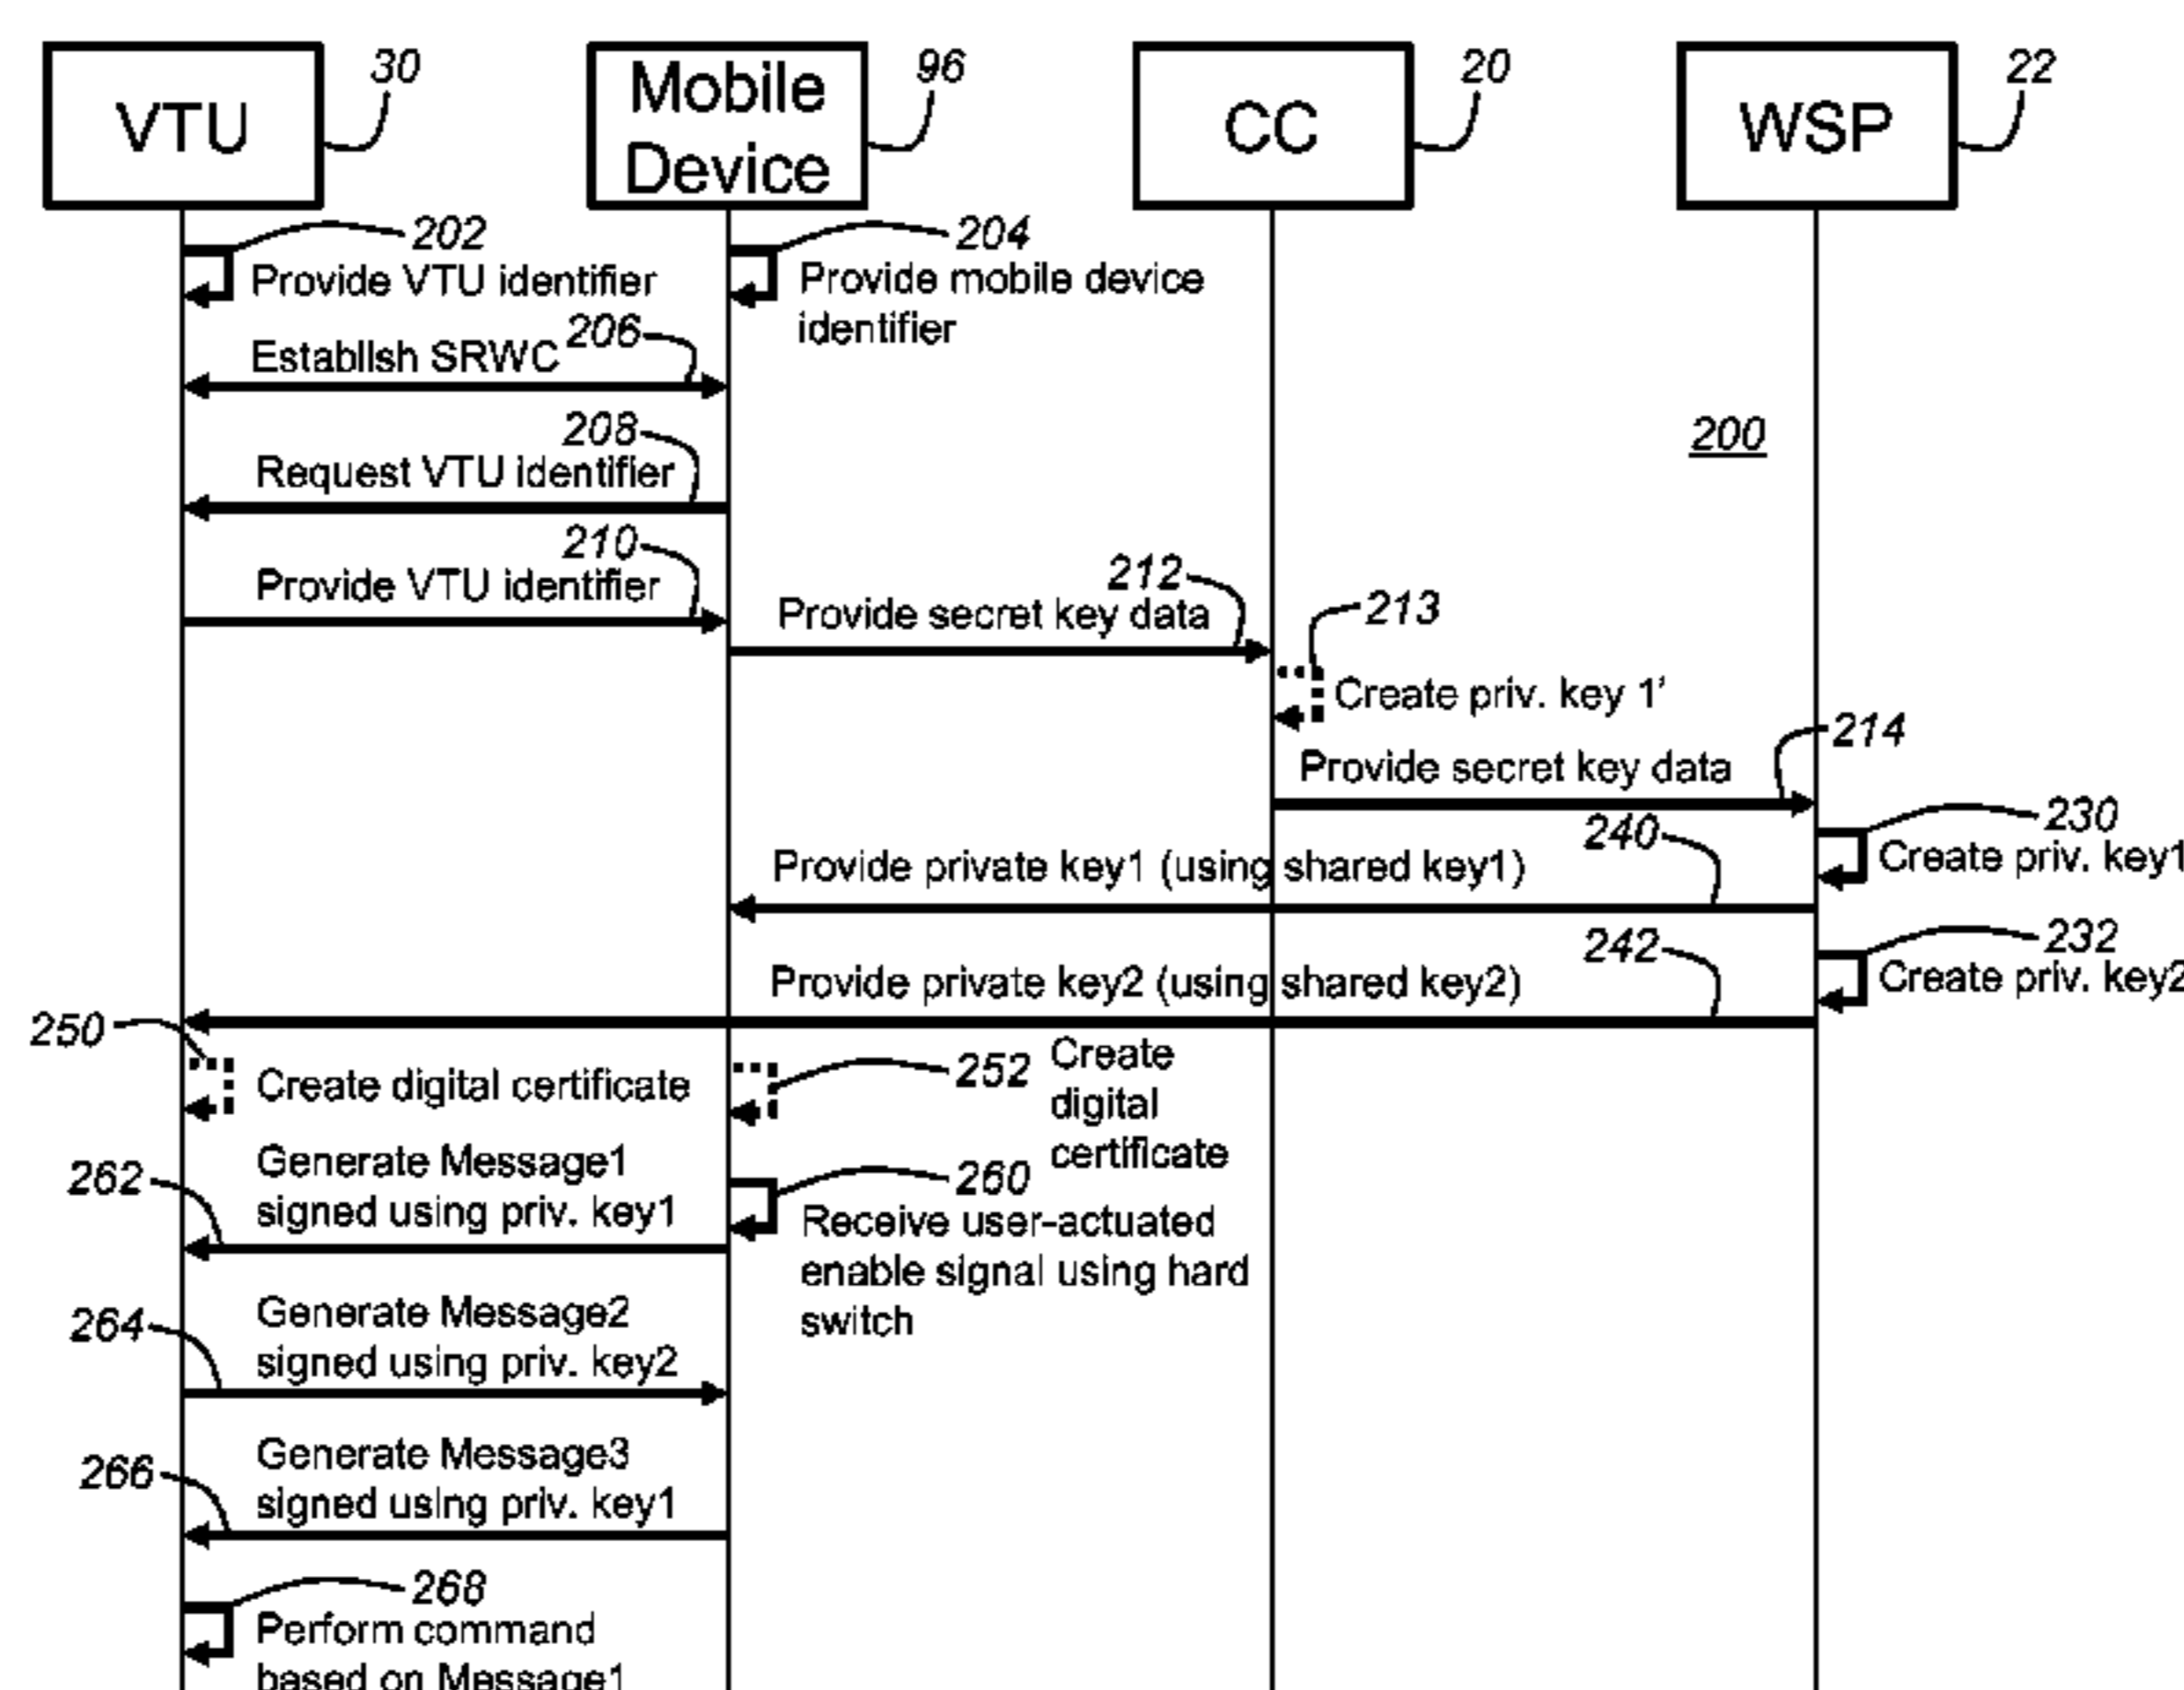 VTU
30
Mobile
Device
96
CC
20
WSP
22
202
Provide VTU identifier
204
Provide mobile device
identifier
Establish SRWC
206
200
208
Request VTU identifier
210
Provide VTU identifier
212
Provide secret key data
213
Create priv. key 1'
214
Provide secret key data
230
Create priv. key1
240
Provide private key1 (using shared key1)
232
Create priv. key2
242
Provide private key2 (using shared key2)
250
Create digital certificate
252
Create
digital
certificate
262
Generate Message1
signed using priv. key1
260
Receive user-actuated
enable signal using hard
switch
264
Generate Message2
signed using priv. key2
266
Generate Message3
signed using priv. key1
268
Perform command
based on Message1